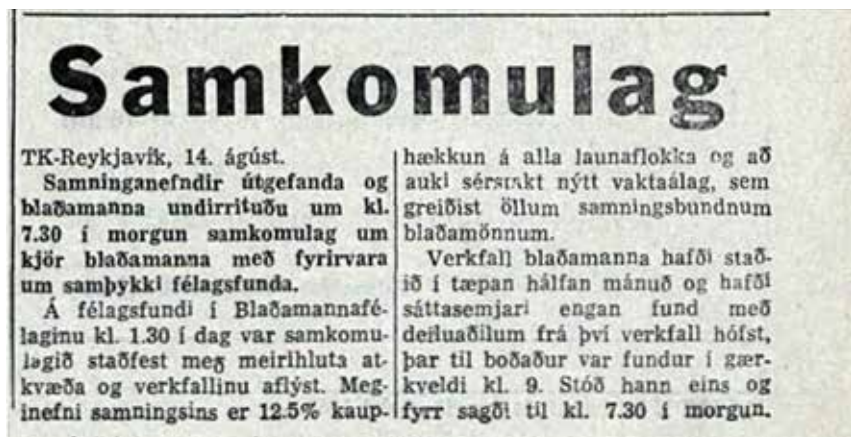 Samkomulag
TK-Reykjavík, 14. ágúst.
Samninganefndir útgefanda og
blaðamanna undirrituðu um kl.
7.30 í morgun samkomulag um
kjör blaðamanna með fyrirvara
um samþykki félagsfunda.
Á félagsfundi í Blaðamannafé-
laginu kl. 1.30 í dag var samkomu-
lagið staðfest meg meirihluta at-
kvæða og verkfallinu aflýst. Meg-
inefni samningsins er 12.5% kaup-
hækkun á alla launaflokka og að
auki sérstakt nýtt vaktaálag, sem
greiðist öllum samningsbundnum
blaðamönnum.
Verkfall blaðamanna hafði stað-
ið í tæpan hálfan mánuð og hafði
sáttasemjari engan fund með
deiluaðilum frá því verkfall hófst,
þar til boðaður var fundur í gær-
kveldi kl. 9. Stóð hann eins og
fyrr sagði til kl. 7.30 í morgun.